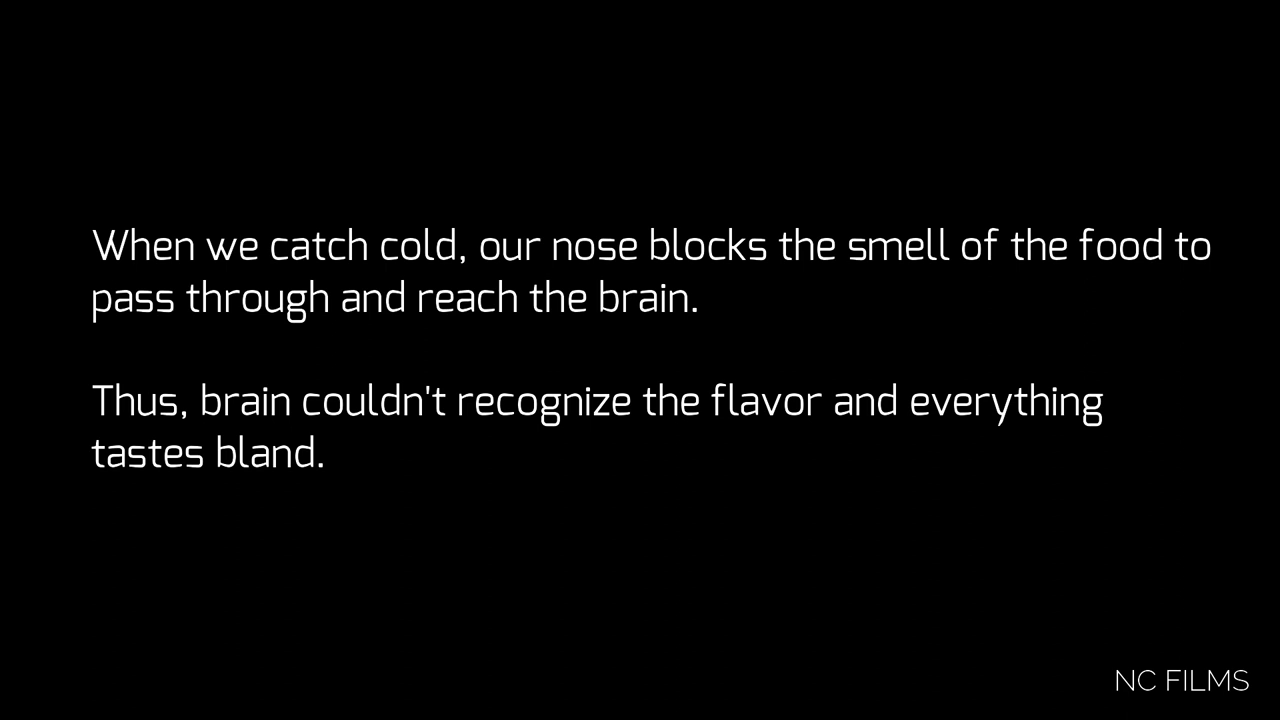 When we catch cold, our nose blocks the smell of the food to
pass through and reach the brain.
Thus, brain couldn't recognize the flavor and everything
tastes bland.
NC FILMS